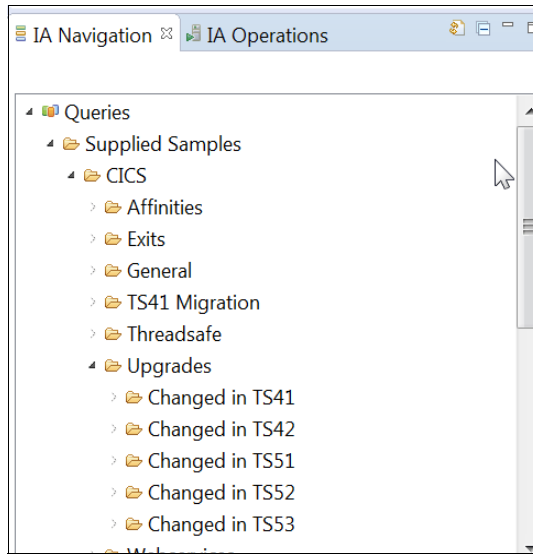 IA Navigation IA Operations
Queries
Supplied Samples
CICS
Affinities
Exits
General
TS41 Migration
Threadsafe
Upgrades
Changed in TS41
Changed in TS42
Changed in TS51
Changed in TS52
Changed in TS53
Webservices